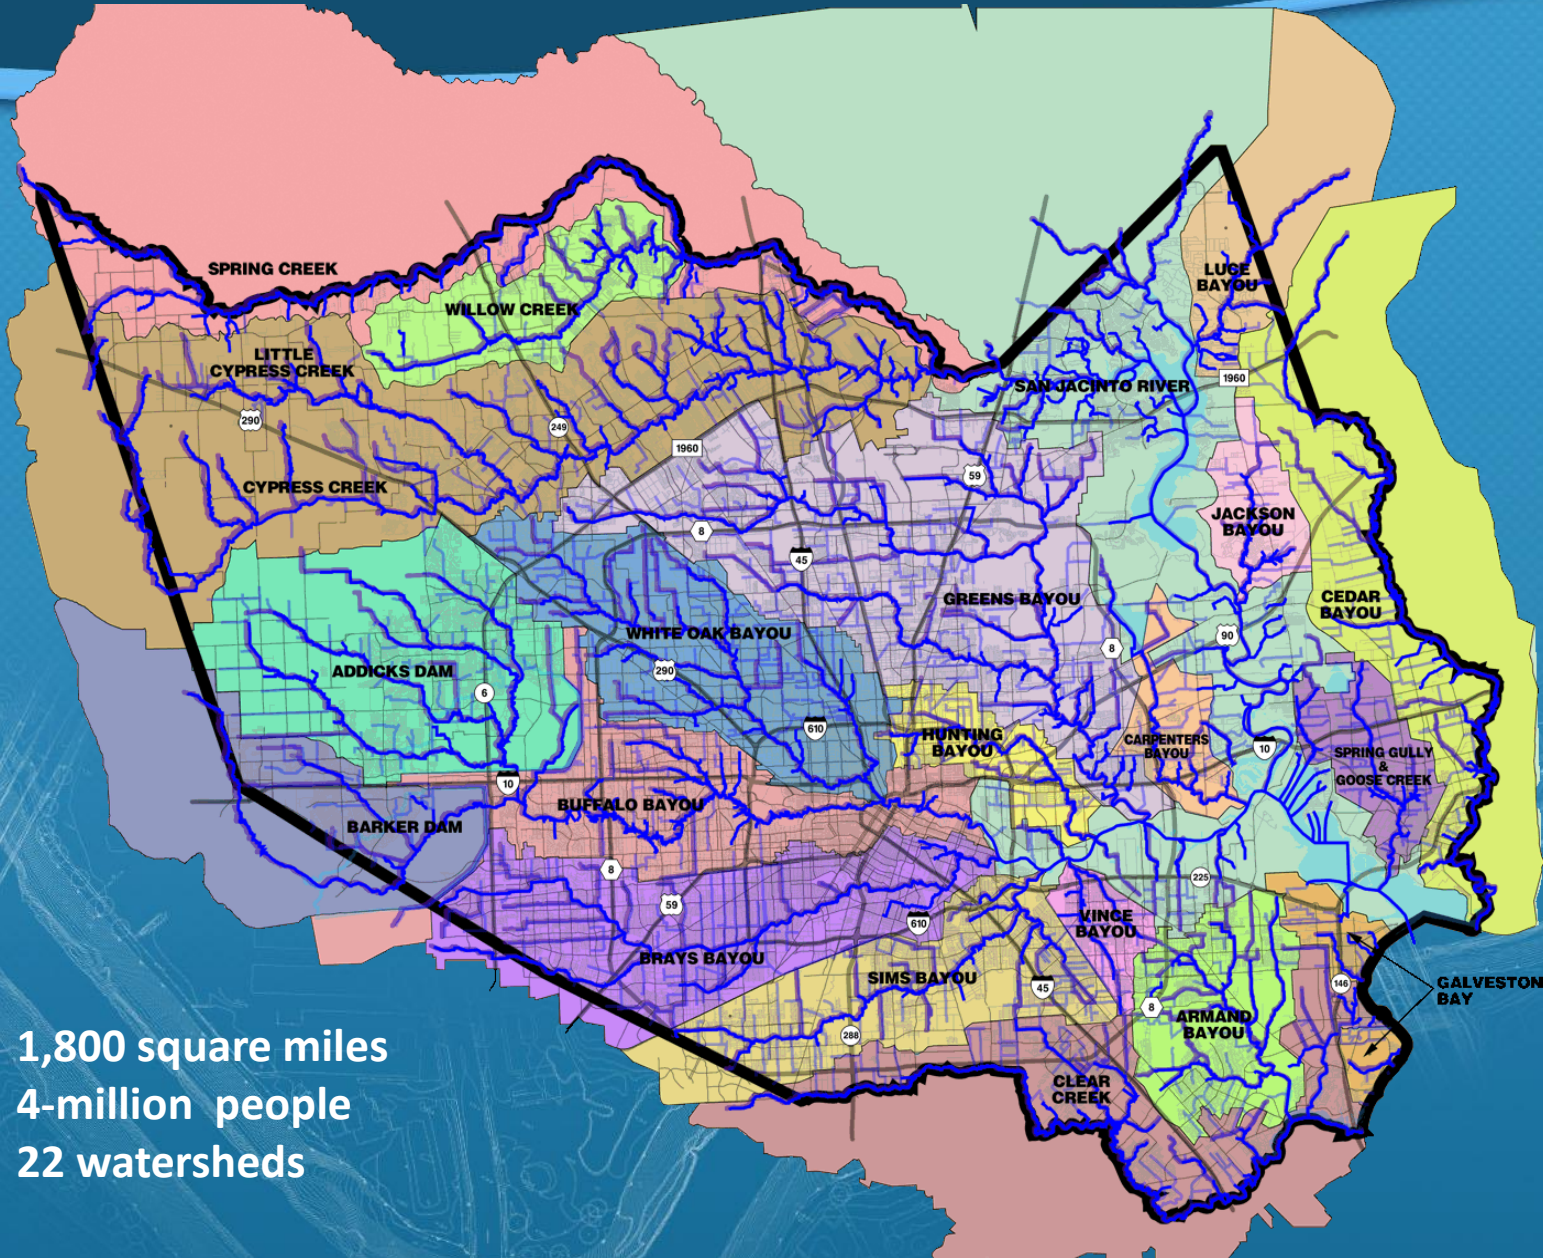 SPRING CREEK
WILLOW CREEK
LUCE
BAYOU
LITTLE
CYPRESS CREEK
SAN JACINTO RIVER
1960
290
249
1960
59
CYPRESS CREEK
JACKSON
BAYOU
8
45
GREENS BAYOU
CEDAR
BAYOU
WHITE OAK BAYOU
90
8
ADDICKS DAM
290
6
610
HUNTING
BAYOU
CARPENTERS
BAYOU
10
SPRING GULLY
&
GOOSE CREEK
10
BUFFALO BAYOU
BARKER DAM
8
225
59
610
VINCE
BAYOU
BRAYS BAYOU
SIMS BAYOU
45
146
GALVESTON
BAY
8
ARMAND
BAYOU
288
CLEAR
CREEK
1,800 square miles
4-million people
22 watersheds